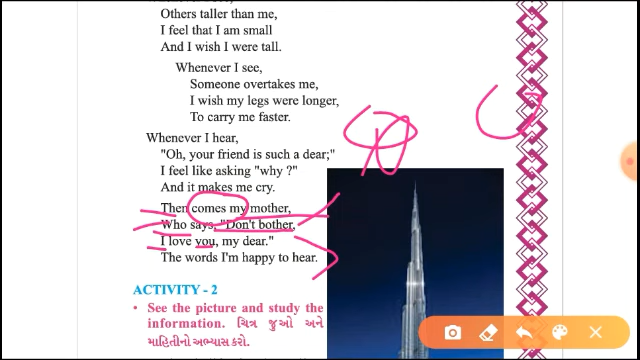 Others taller than me,
I feel that I am small
And I wish I were tall.
Whenever I see,
Someone overtakes me,
I wish my legs were longer,
To carry me faster.
Whenever I hear,
"Oh, your friend is such a dear;"
I feel like asking "why ?"
And it makes me cry.
Then comes my mother,
Who says, "Don't bother,
I love you, my dear."
The words I'm happy to hear.
ACTIVITY - 2
• See the picture and study the
information. ચિત્ર જુઓ અને
માહિતીનો અભ્યાસ કરો.